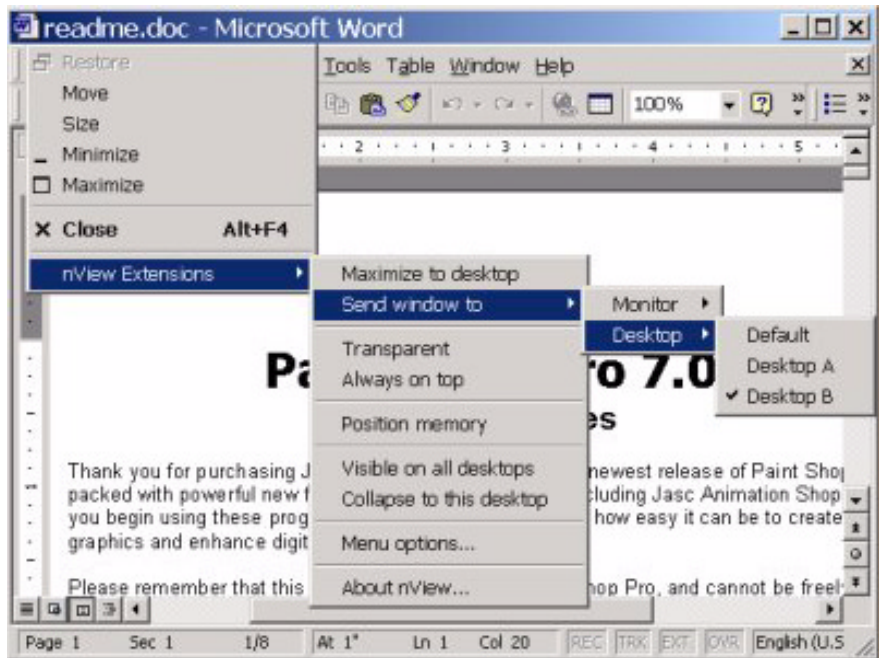 readme.doc - Microsoft Word
Restore
Move
Size
Minimize
Maximize
Close Alt+F4
nView Extensions
Tools Table Window Help
100%
2 3 4 5
Maximize to desktop
Send window to
Transparent
Always on top
Position memory
Visible on all desktops
Collapse to this desktop
Menu options...
About nView...
Monitor
Desktop
Default
Desktop A
Desktop B
Pa
ro 7.0
es
Thank you for purchasing J
newest release of Paint Shop
packed with powerful new f
cluding Jasc Animation Shop
you begin using these prog
how easy it can be to create
graphics and enhance digit
Please remember that this
hop Pro, and cannot be freel
Page 1 Sec 1 1/8 At 1" Ln 1 Col 20 REC TRK EXT OVR English (U.S